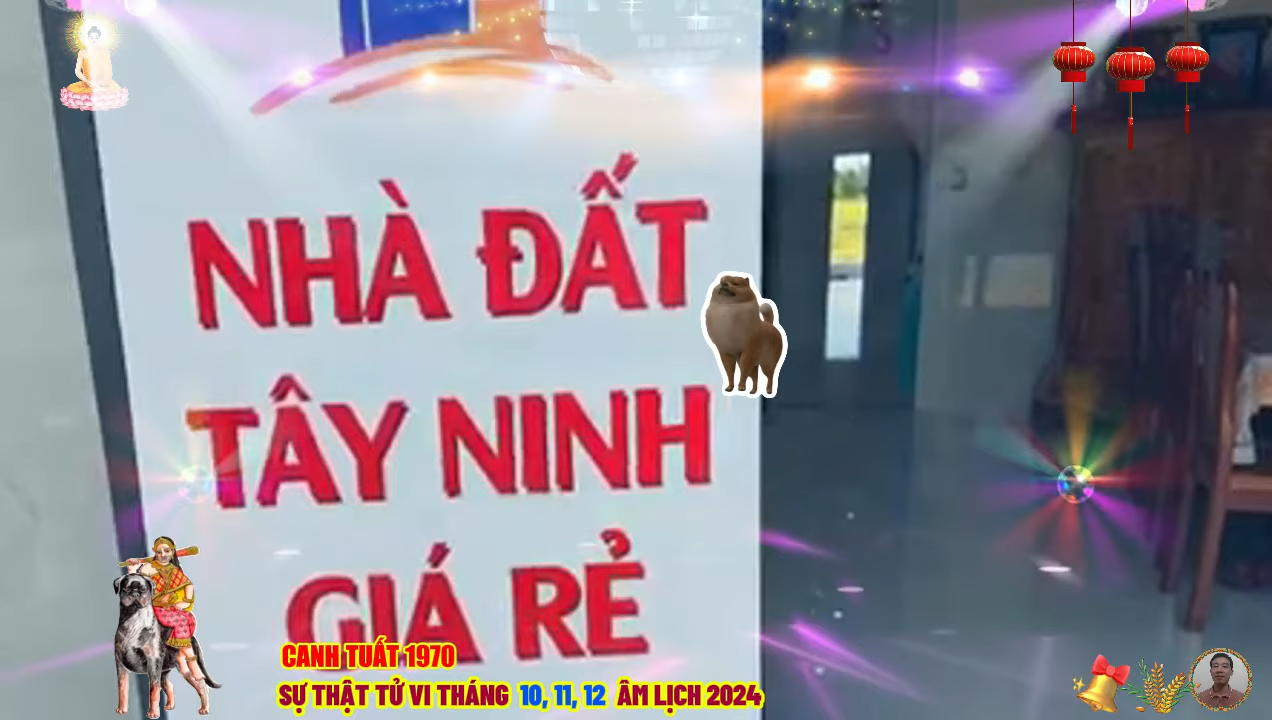 NHÀ ĐẤT
TÂY NINH
GIÁ RẺ
CANH TUẤT 1970
SỰ THẬT TỬ VI THÁNG 10, 11, 12 ÂM LỊCH 2024